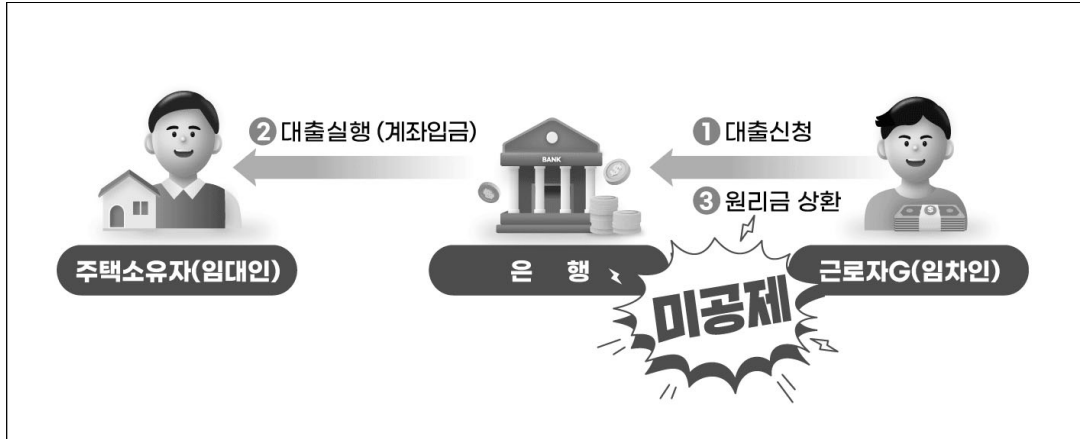 ② 대출실행 (계좌입금)
① 대출신청
③ 원리금 상환
BANK
주택소유자(임대인)
은 행
근로자G(임차인)
미공제